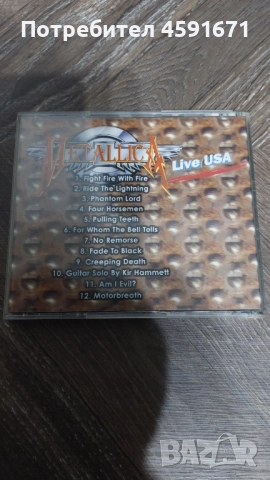 Потребител 4591671
METALLICA
Live USA
1. Fight Fire With Fire
2. Ride The Lightning
3. Phantom Lord
4. Four Horsemen
5. Pulling Teeth
6. For Whom The Bell Tolls
7. No Remorse
8. Fade To Black
9. Creeping Death
10. Guitar Solo By Kir Hammett
11. Am I Evil?
12. Motorbreath
BAZAR